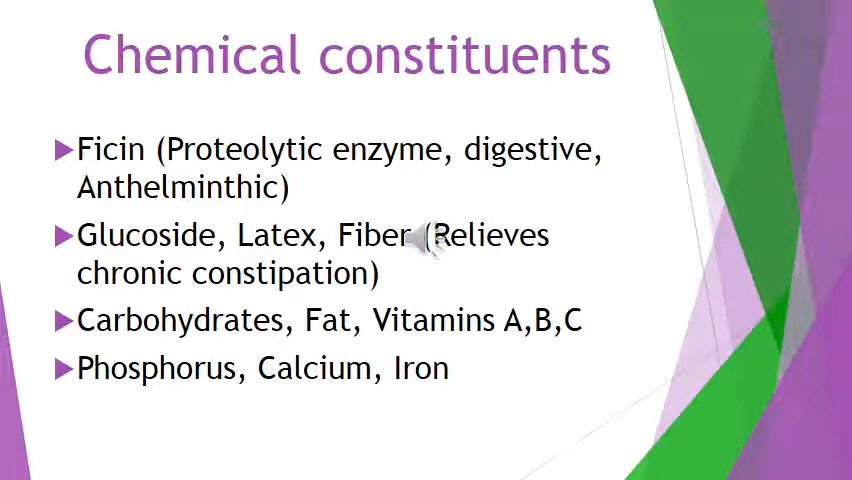 Chemical constituents
Ficin (Proteolytic enzyme, digestive,
Anthelminthic)
Glucoside, Latex, Fiber (Relieves
chronic constipation)
Carbohydrates, Fat, Vitamins A,B,C
Phosphorus, Calcium, Iron